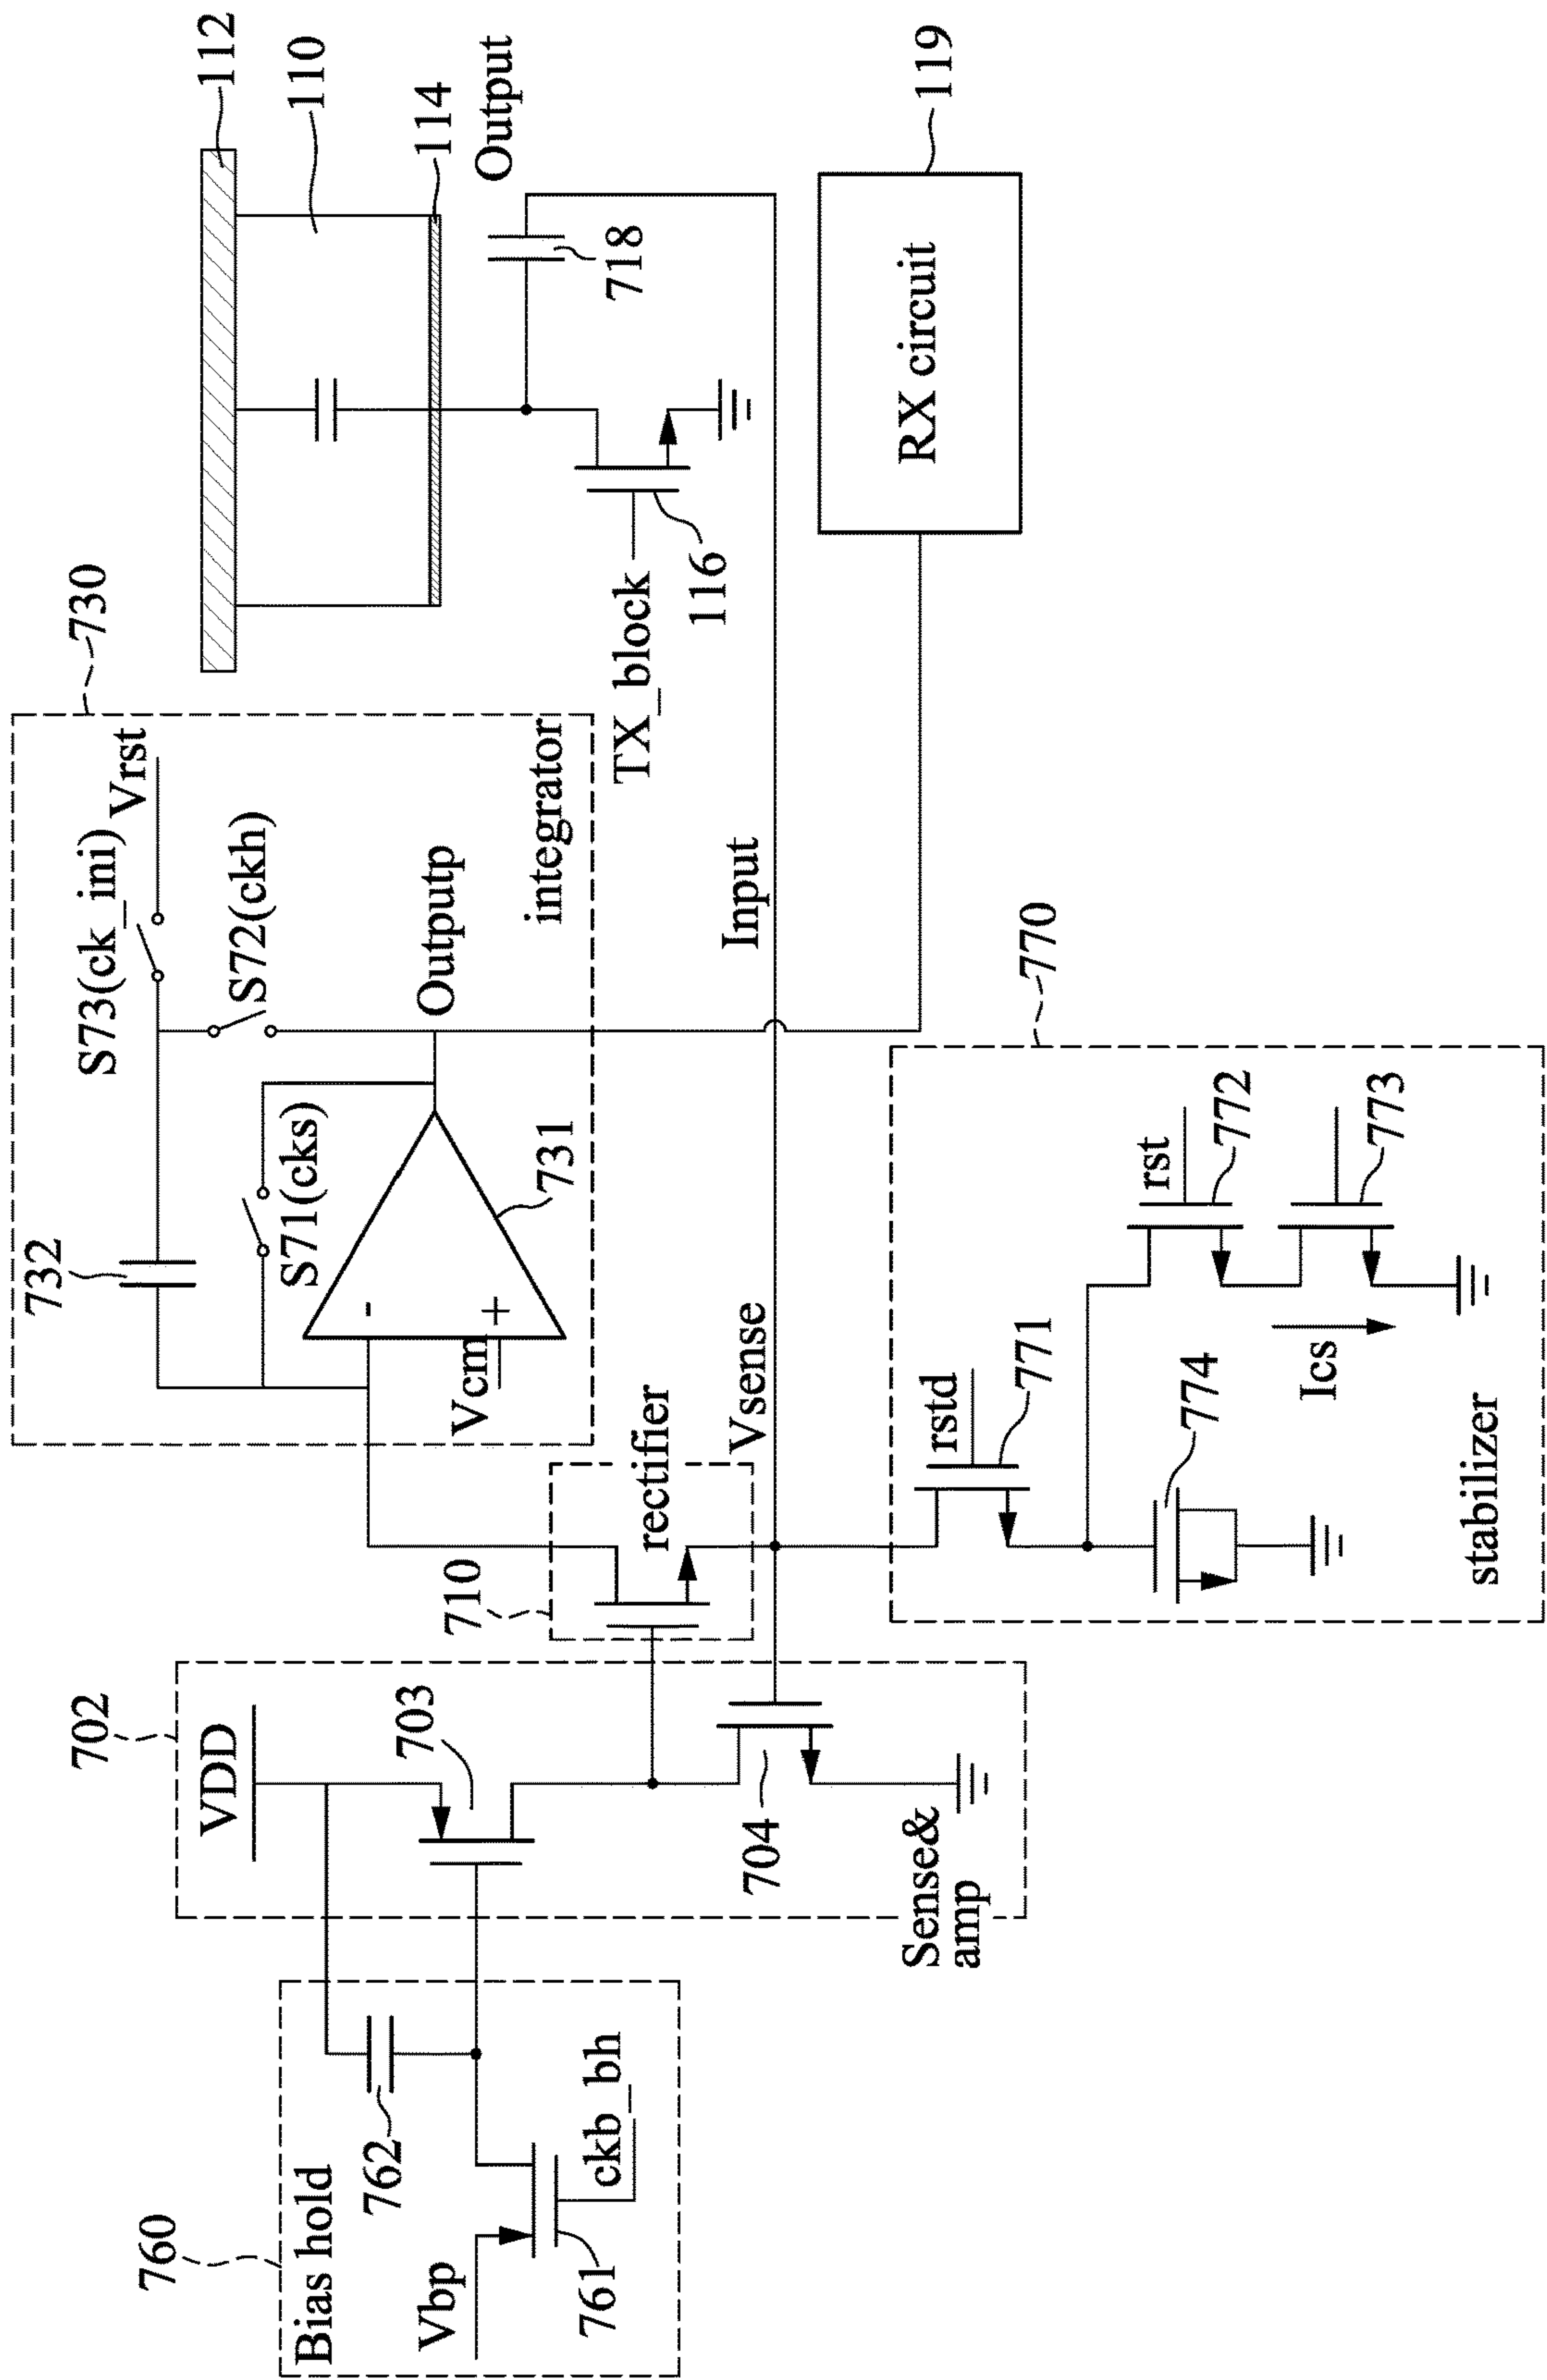 760
Bias hold
Vbp
761
762
ckb_bh
702
VDD
703
704
Sense&
amp
710
rectifier
Vsense
Input
730
732
S73(ck_ini)
Vrst
S72(ckh)
S71(cks)
-
+
Vcm
731
Outputp
integrator
770
rstd
771
774
rst
772
773
Ics
stabilizer
112
110
114
Output
718
TX_block
116
119
RX circuit